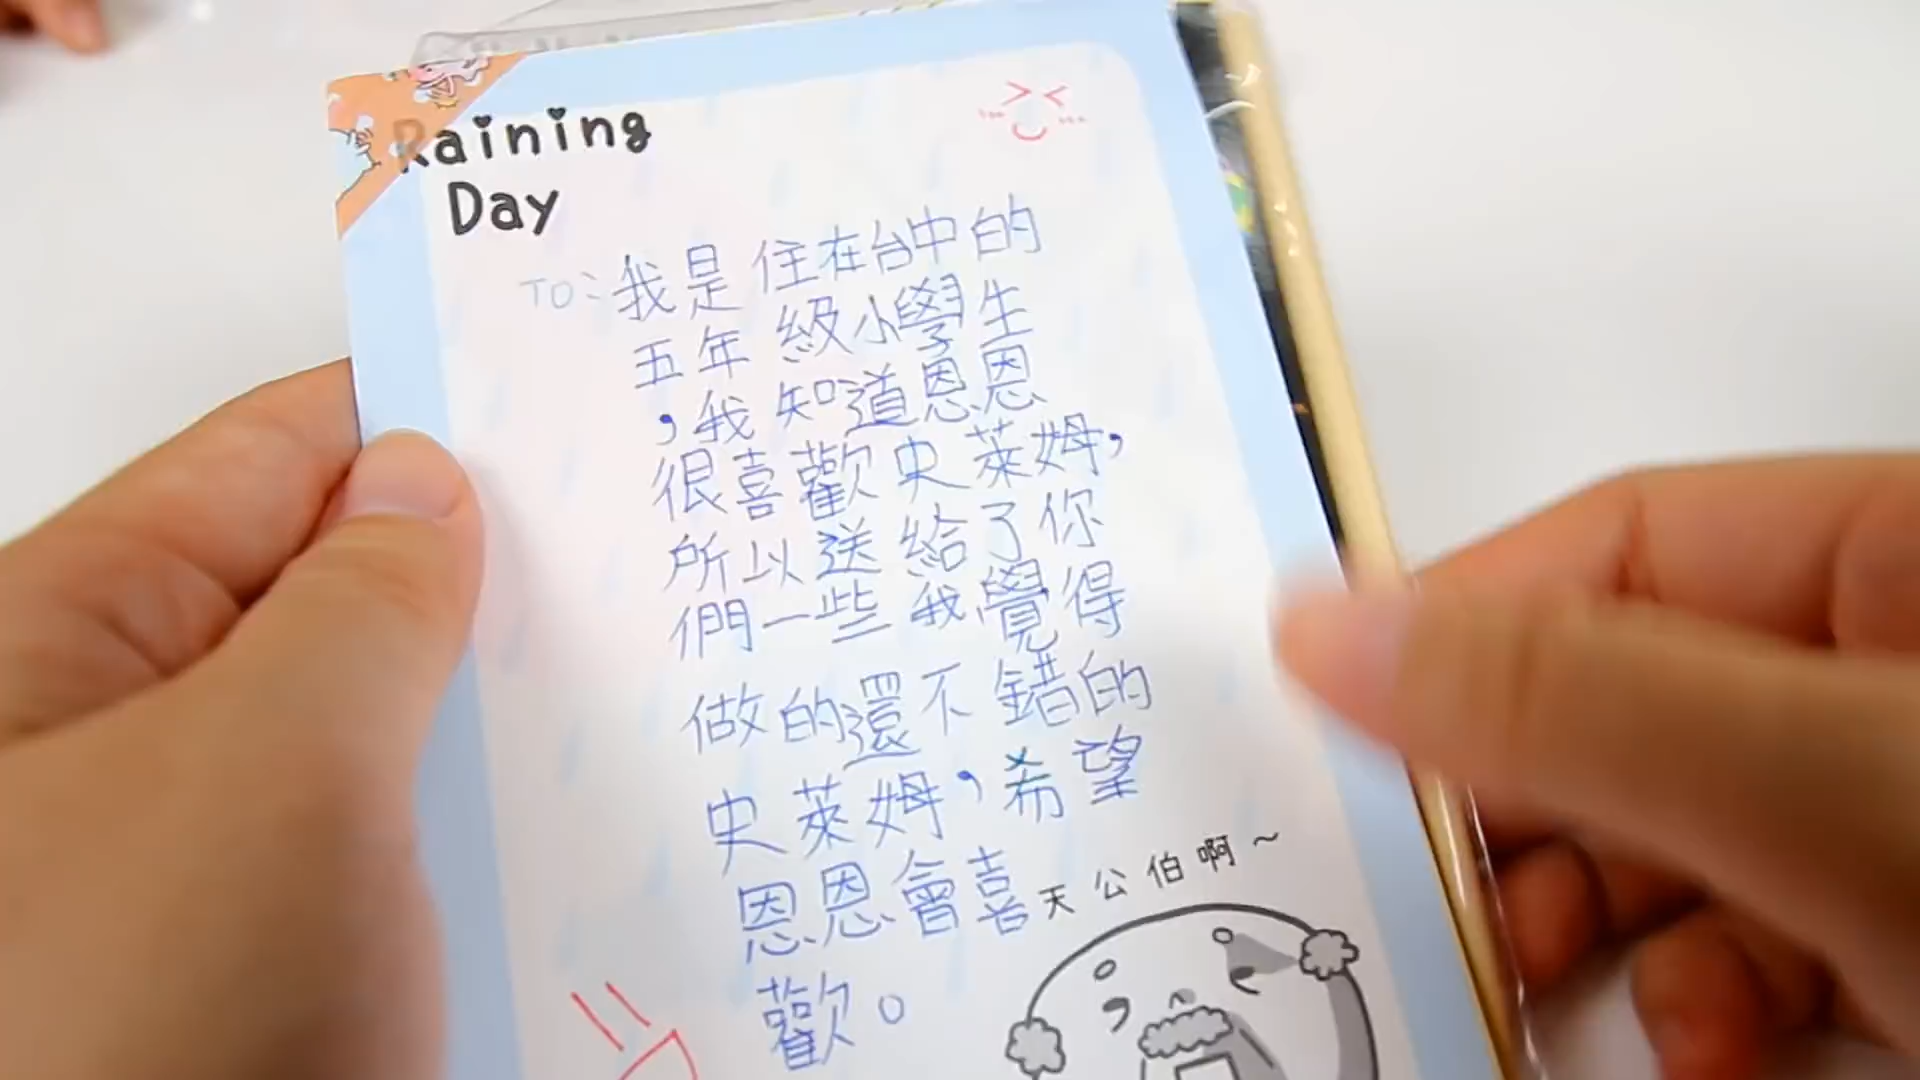 Raining
Day
TO：我是住在台中的
五年級小學生
，我知道恩恩
很喜歡史萊姆，
所以送給了你
們一些我覺得
做的還不錯的
史萊姆，希望
恩恩會喜
歡。
天公伯啊～